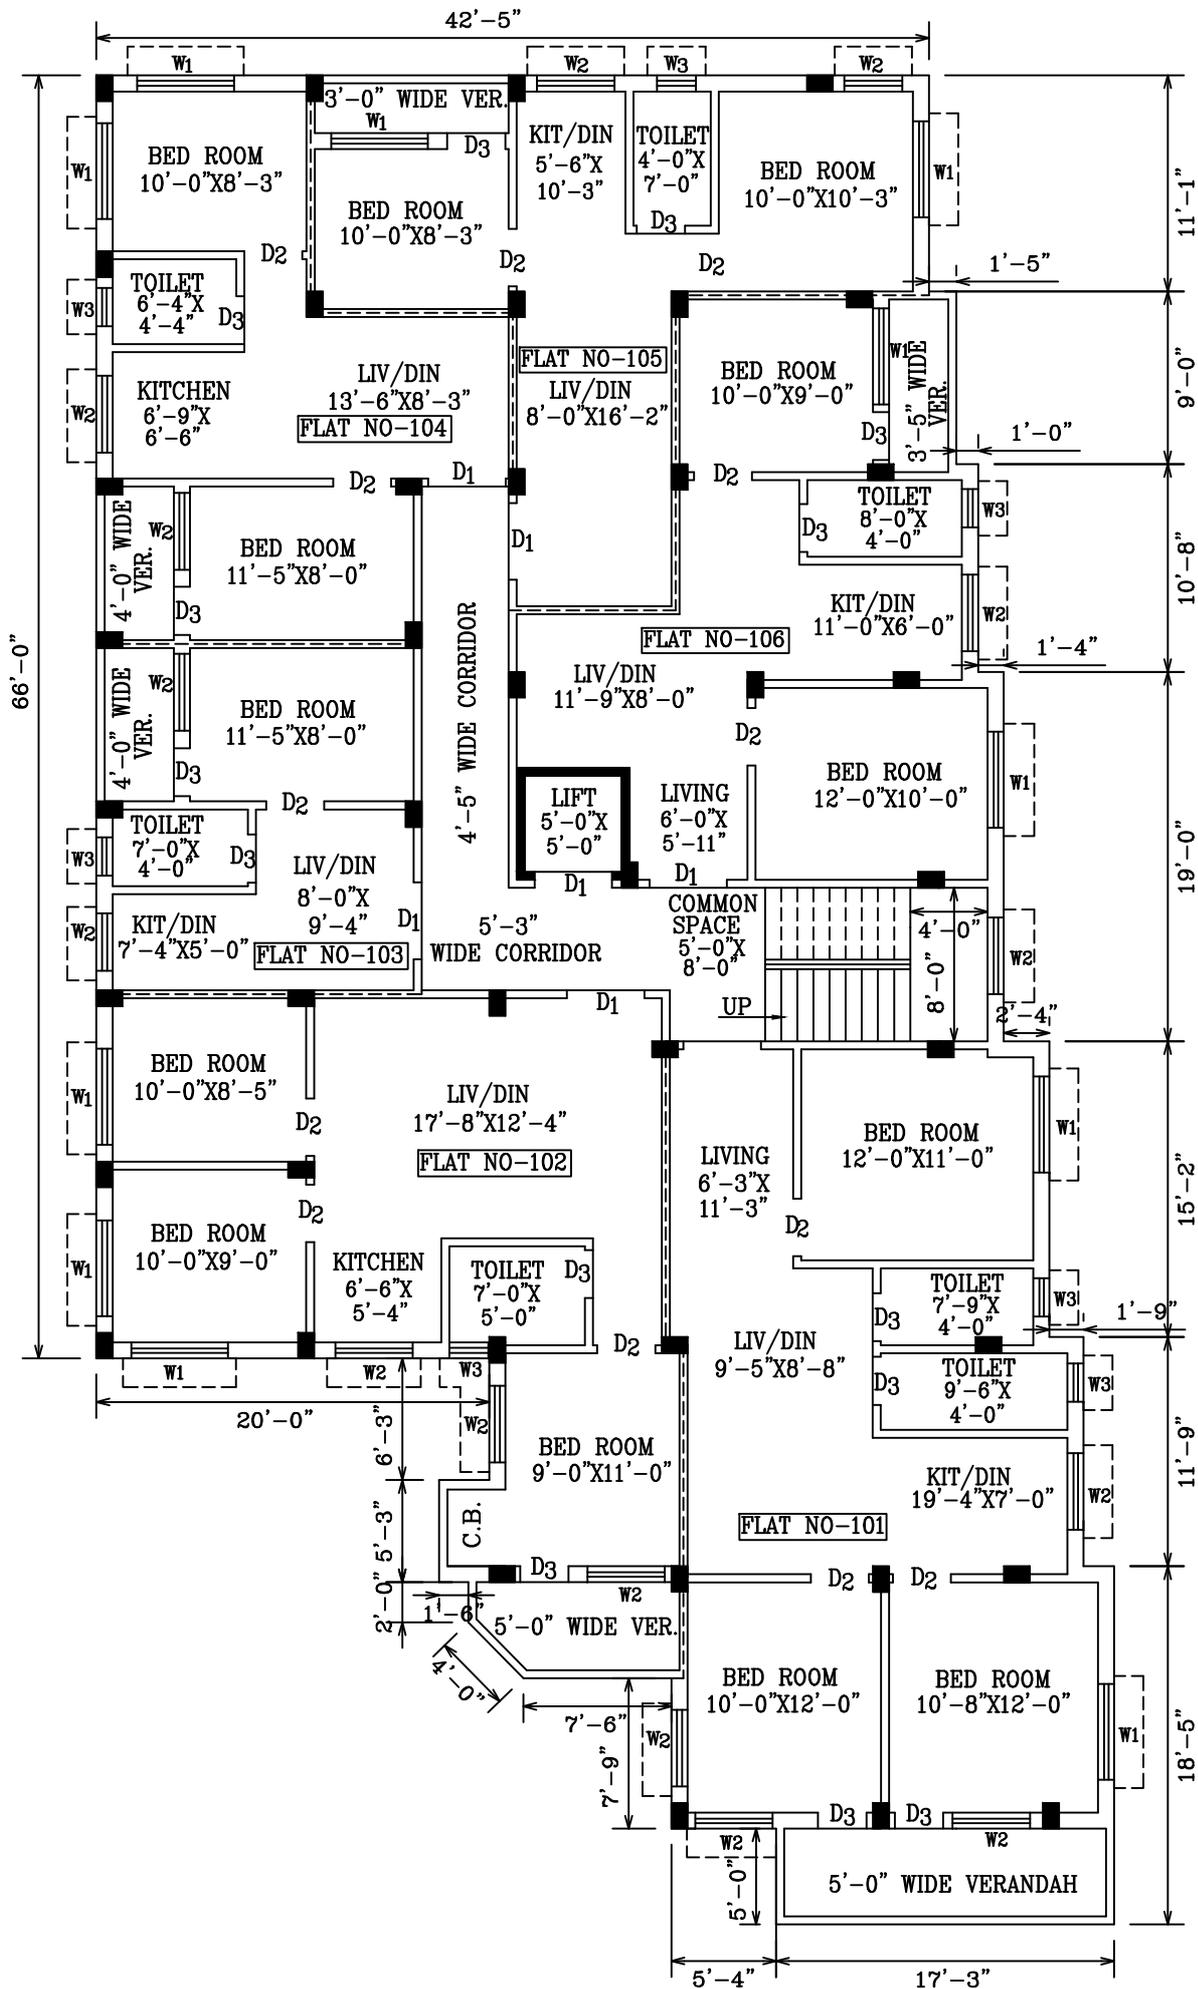 42'-5"
W1
W2
W3
W2
3'-0" WIDE VER.
W1
D3
KIT/DIN
5'-6"X
10'-3"
TOILET
4'-0"X
7'-0"
D3
BED ROOM
10'-0"X8'-3"
W1
BED ROOM
10'-0"X10'-3"
W1
11'-1"
BED ROOM
10'-0"X8'-3"
D2
D2
D2
1'-5"
TOILET
6'-4"X
4'-4"
D3
W3
FLAT NO-105
LIV/DIN
8'-0"X16'-2"
BED ROOM
10'-0"X9'-0"
W1
3'-5" WIDE
VER.
D3
9'-0"
LIV/DIN
13'-6"X8'-3"
FLAT NO-104
KITCHEN
6'-9"X
6'-6"
W2
1'-0"
D2
D1
D2
TOILET
8'-0"X
4'-0"
D3
W3
10'-8"
4'-0" WIDE
VER.
W2
BED ROOM
11'-5"X8'-0"
D3
D1
KIT/DIN
11'-0"X6'-0"
W2
FLAT NO-106
1'-4"
66'-0"
4'-5" WIDE CORRIDOR
LIV/DIN
11'-9"X8'-0"
4'-0" WIDE
VER.
W2
BED ROOM
11'-5"X8'-0"
D3
D2
BED ROOM
12'-0"X10'-0"
W1
19'-0"
D2
LIFT
5'-0"X
5'-0"
LIVING
6'-0"X
5'-11"
TOILET
7'-0"X
4'-0"
D3
W3
LIV/DIN
8'-0"X
9'-4"
D1
D1
D1
COMMON
SPACE
5'-0"X
8'-0"
4'-0"
8'-0"
W2
KIT/DIN
7'-4"X5'-0"
W2
FLAT NO-103
5'-3"
WIDE CORRIDOR
UP
2'-4"
D1
BED ROOM
10'-0"X8'-5"
W1
D2
LIV/DIN
17'-8"X12'-4"
FLAT NO-102
LIVING
6'-3"X
11'-3"
BED ROOM
12'-0"X11'-0"
W1
15'-2"
D2
D2
BED ROOM
10'-0"X9'-0"
W1
KITCHEN
6'-6"X
5'-4"
TOILET
7'-0"X
5'-0"
D3
TOILET
7'-9"X
4'-0"
D3
W3
1'-9"
D2
LIV/DIN
9'-5"X8'-8"
W1
W2
W3
TOILET
9'-6"X
4'-0"
D3
W3
20'-0"
6'-3"
W2
BED ROOM
9'-0"X11'-0"
KIT/DIN
19'-4"X7'-0"
W2
11'-9"
C.B.
5'-3"
FLAT NO-101
D3
W2
D2
D2
2'-0"
1'-6"
5'-0" WIDE VER.
4'-0"
7'-6"
7'-9"
W2
BED ROOM
10'-0"X12'-0"
BED ROOM
10'-8"X12'-0"
W1
18'-5"
D3
D3
W2
W2
5'-0"
5'-0" WIDE VERANDAH
5'-4"
17'-3"